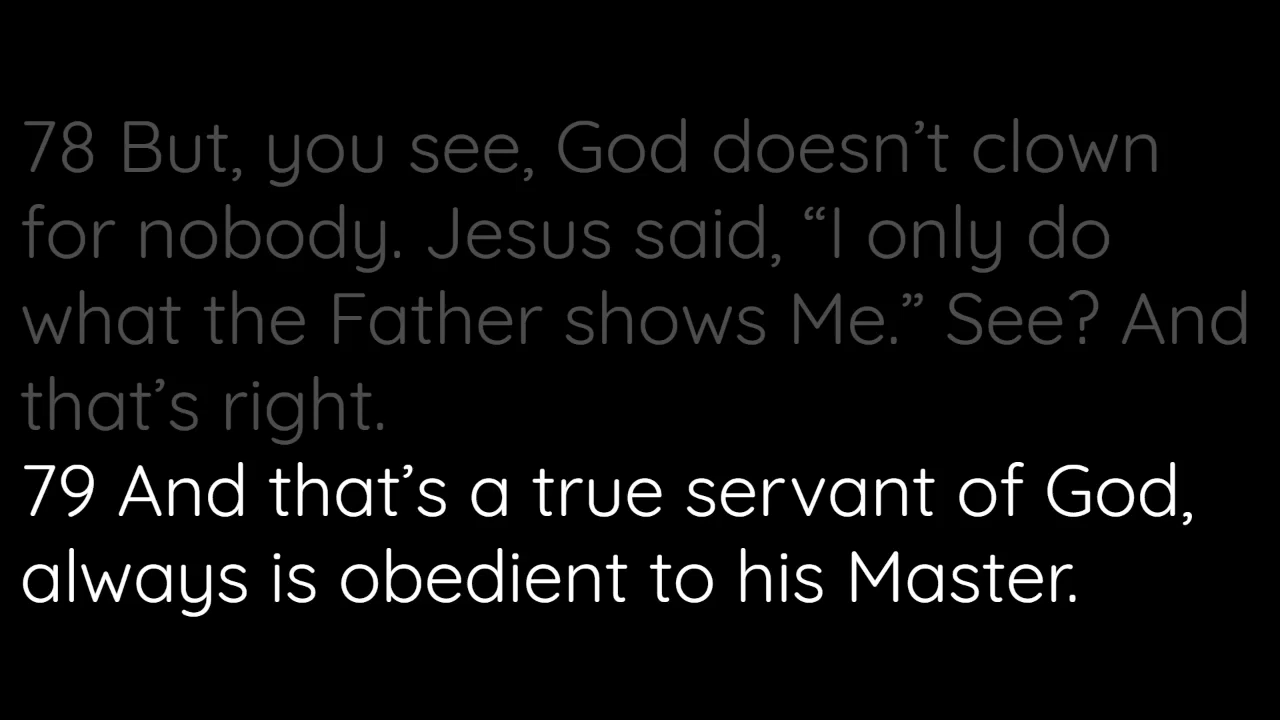 78 But, you see, God doesn’t clown
for nobody. Jesus said, “I only do
what the Father shows Me.” See? And
that’s right.
79 And that’s a true servant of God,
always is obedient to his Master.